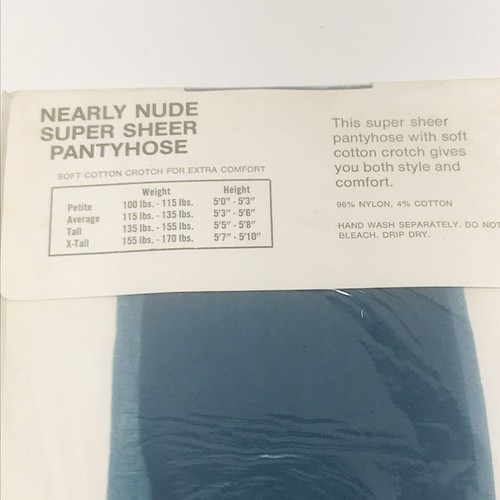 NEARLY NUDE
SUPER SHEER
PANTYHOSE
SOFT COTTON CROTCH FOR EXTRA COMFORT
Weight Height
Petite 100 lbs. - 115 lbs. 5'0" - 5'3"
Average 115 lbs. - 135 lbs. 5'3" - 5'6"
Tall 135 lbs. - 155 lbs. 5'5" - 5'8"
X-Tall 155 lbs. - 170 lbs. 5'7" - 5'10"
This super sheer
pantyhose with soft
cotton crotch gives
you both style and
comfort.
96% NYLON, 4% COTTON
HAND WASH SEPARATELY. DO NOT
BLEACH. DRIP DRY.